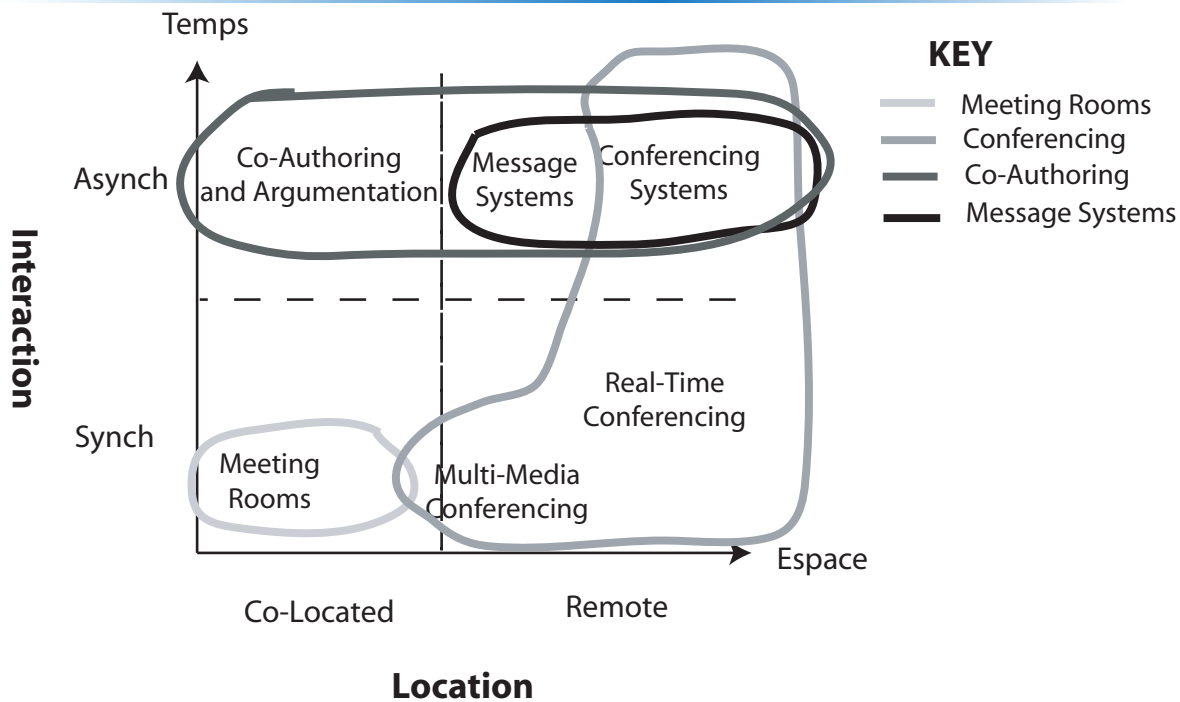 Temps
KEY
Meeting Rooms
Conferencing
Co-Authoring
Message Systems
Asynch
Co-Authoring
and Argumentation
Message
Systems
Conferencing
Systems
Interaction
Real-Time
Conferencing
Synch
Meeting
Rooms
Multi-Media
Conferencing
Espace
Co-Located
Remote
Location